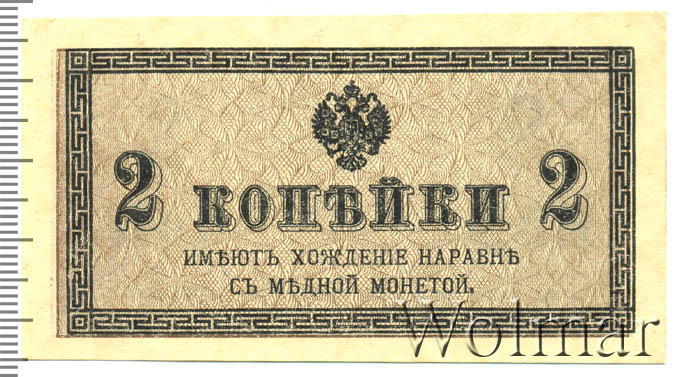 2 КОПѢЙКИ 2
ИМѢЮТЪ ХОЖДЕНІЕ НАРАВНѢ
СЪ МѢДНОЙ МОНЕТОЙ.
Wolmar